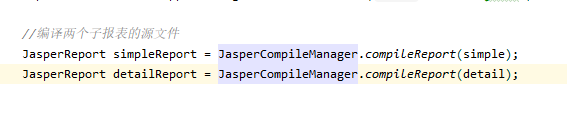 //编译两个子报表的源文件
JasperReport simpleReport = JasperCompileManager.compileReport(simple);
JasperReport detailReport = JasperCompileManager.compileReport(detail);